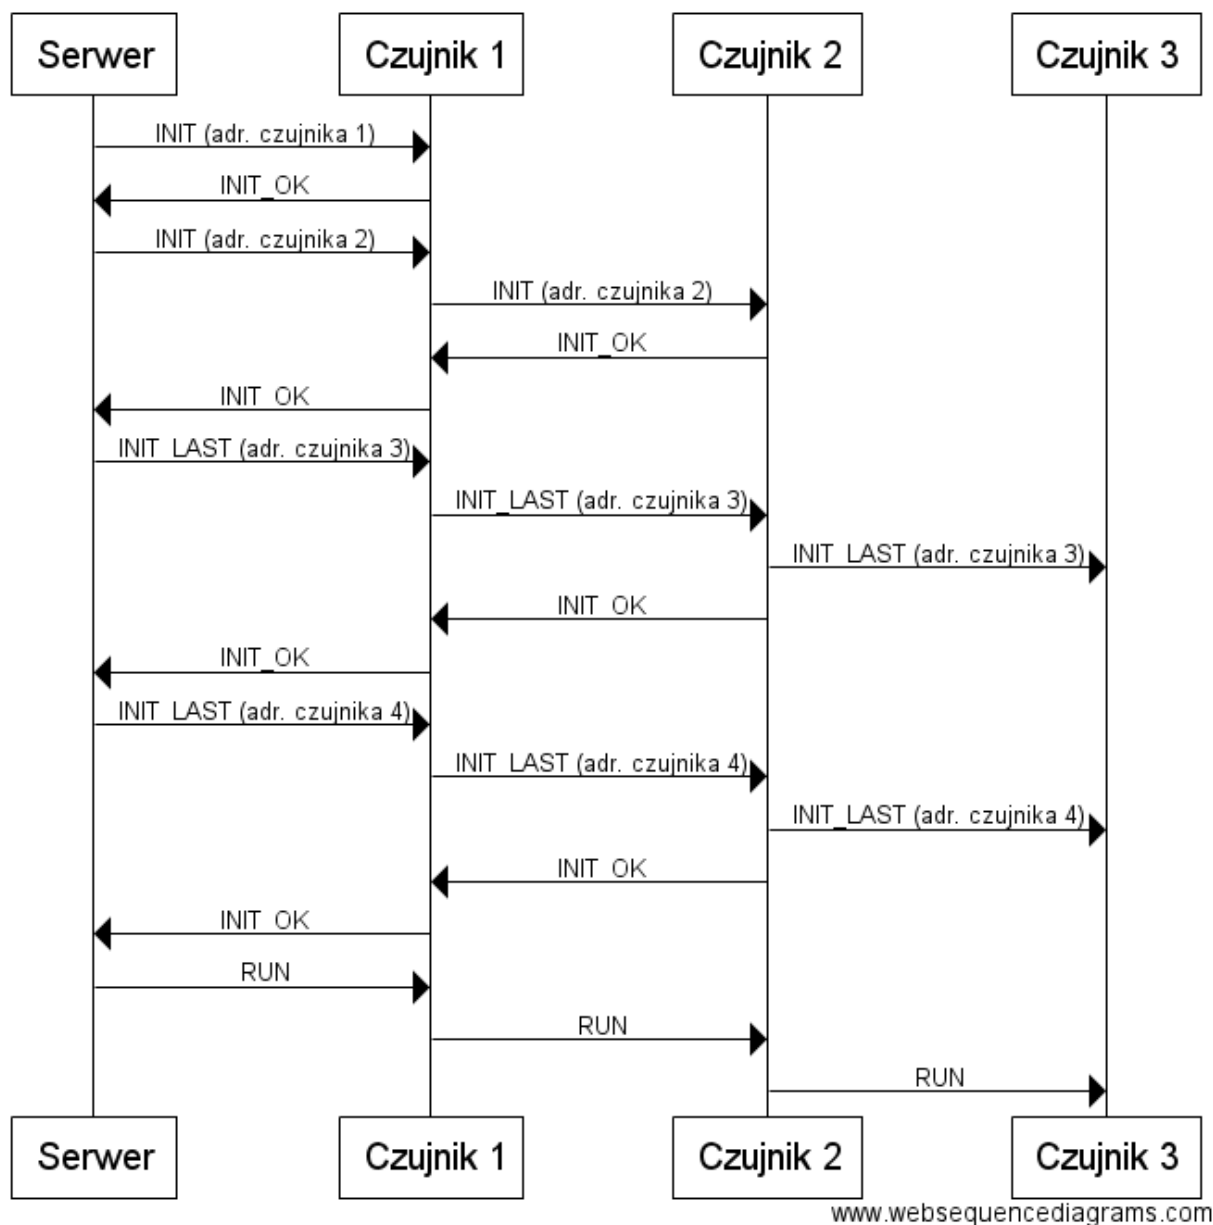 Serwer Czujnik 1 Czujnik 2 Czujnik 3
INIT (adr. czujnika 1)
INIT_OK
INIT (adr. czujnika 2)
INIT (adr. czujnika 2)
INIT_OK
INIT_OK
INIT_LAST (adr. czujnika 3)
INIT_LAST (adr. czujnika 3)
INIT_LAST (adr. czujnika 3)
INIT_OK
INIT_OK
INIT_LAST (adr. czujnika 4)
INIT_LAST (adr. czujnika 4)
INIT_LAST (adr. czujnika 4)
INIT_OK
INIT_OK
RUN
RUN
RUN
Serwer Czujnik 1 Czujnik 2 Czujnik 3
www.websequencediagrams.com